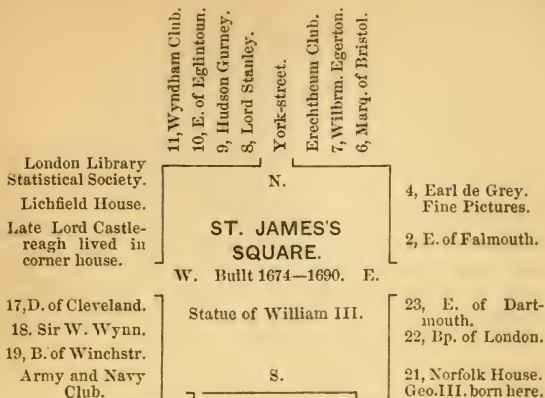 11, Wyndham Club.
10, E. of Eglintoun.
9, Hudson Gurney.
8, Lord Stanley.
York-street.
Erechtheum Club.
7, Wilbrm. Egerton.
6, Marq. of Bristol.
London Library
Statistical Society.
Lichfield House.
Late Lord Castle-
reagh lived in
corner house.
N.
ST. JAMES'S
SQUARE.
W. Built 1674—1690. E.
4, Earl de Grey.
Fine Pictures.
2, E. of Falmouth.
17, D. of Cleveland.
18. Sir W. Wynn.
19, B. of Winchstr.
Army and Navy
Club.
Statue of William III.
S.
23, E. of Dart-
mouth.
22, Bp. of London.
21, Norfolk House.
Geo.III. born here.